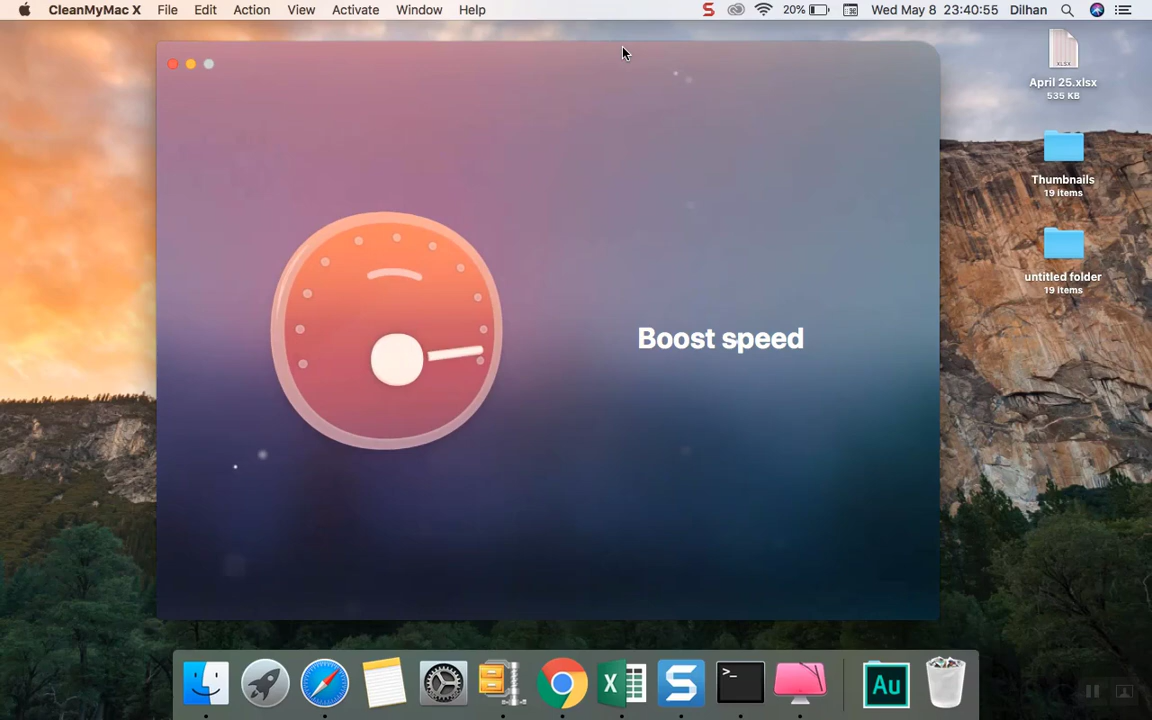 CleanMyMac X File Edit Action View Activate Window Help 20% Wed May 8 23:40:55 Dilhan
XLSX
April 25.xlsx
535 KB
Thumbnails
19 items
untitled folder
19 items
Boost speed
Au